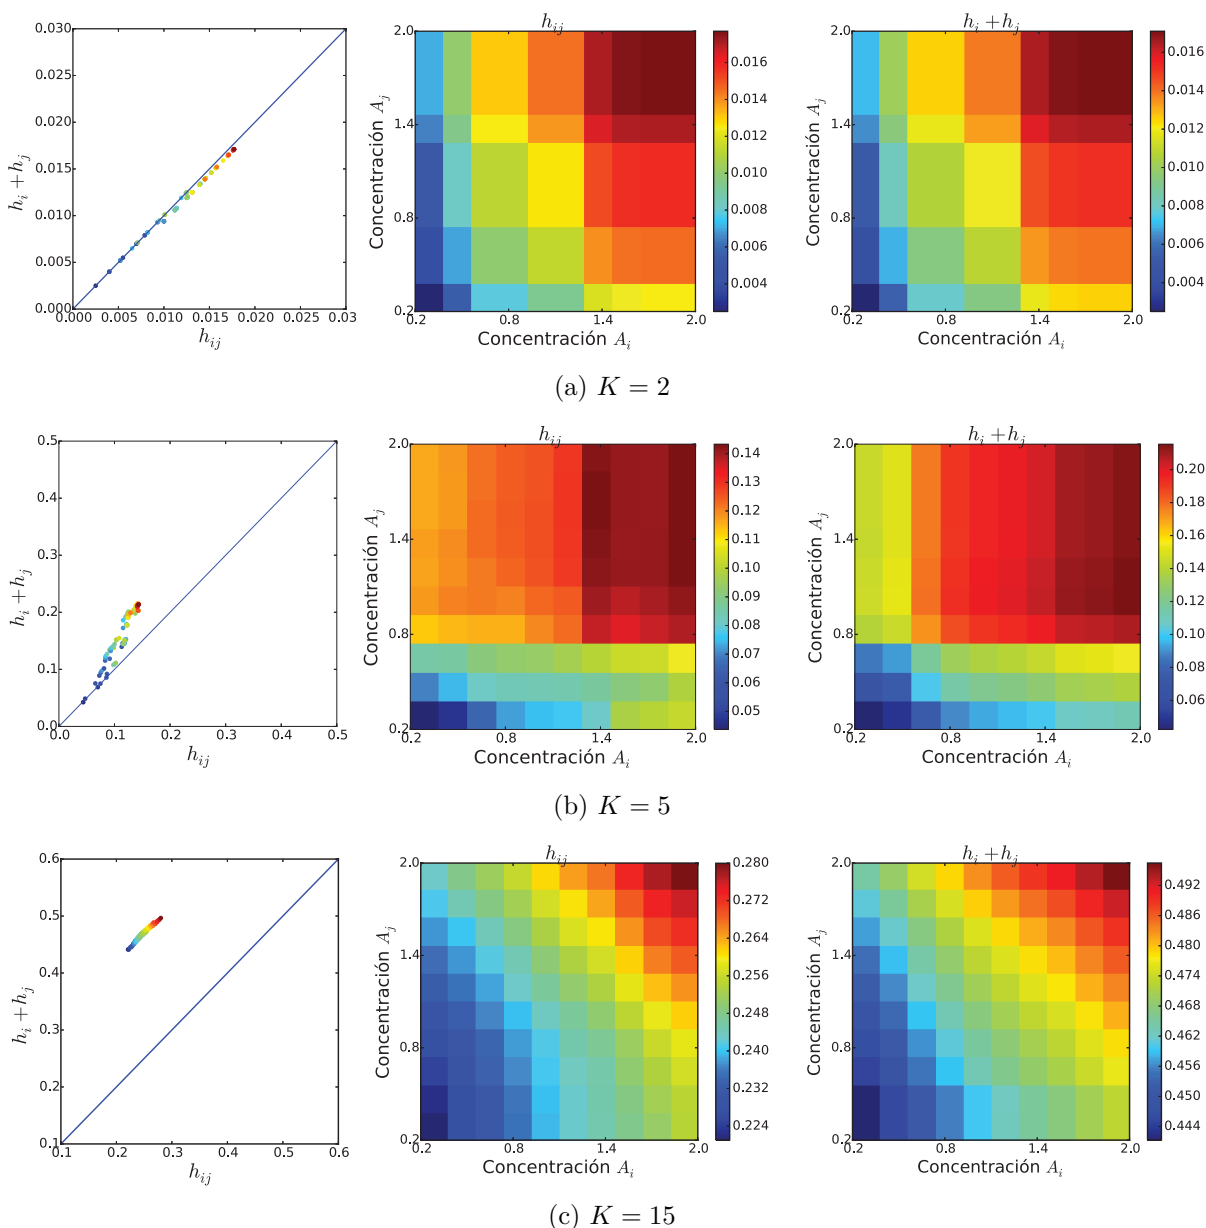 h_{ij}
h_i + h_j
0.030
0.025
0.020
0.015
0.010
0.005
0.000
h_i + h_j
0.000 0.005 0.010 0.015 0.020 0.025 0.03
h_{ij}
2.0
1.4
0.8
0.2
Concentración A_j
0.2 0.8 1.4 2.0
Concentración A_i
0.016
0.014
0.012
0.010
0.008
0.006
0.004
2.0
1.4
0.8
0.2
Concentración A_j
0.2 0.8 1.4 2.0
Concentración A_i
0.016
0.014
0.012
0.010
0.008
0.006
0.004
(a) K = 2
h_{ij}
h_i + h_j
0.5
0.4
0.3
0.2
0.1
0.0
h_i + h_j
0.0 0.1 0.2 0.3 0.4 0.5
h_{ij}
2.0
1.4
0.8
0.2
Concentración A_j
0.2 0.8 1.4 2.0
Concentración A_i
0.14
0.13
0.12
0.11
0.10
0.09
0.08
0.07
0.06
0.05
2.0
1.4
0.8
0.2
Concentración A_j
0.2 0.8 1.4 2.0
Concentración A_i
0.20
0.18
0.16
0.14
0.12
0.10
0.08
0.06
(b) K = 5
h_{ij}
h_i + h_j
0.6
0.5
0.4
0.3
0.2
0.1
h_i + h_j
0.1 0.2 0.3 0.4 0.5 0.6
h_{ij}
2.0
1.4
0.8
0.2
Concentración A_j
0.2 0.8 1.4 2.0
Concentración A_i
0.280
0.272
0.264
0.256
0.248
0.240
0.232
0.224
2.0
1.4
0.8
0.2
Concentración A_j
0.2 0.8 1.4 2.0
Concentración A_i
0.492
0.486
0.480
0.474
0.468
0.462
0.456
0.450
0.444
(c) K = 15